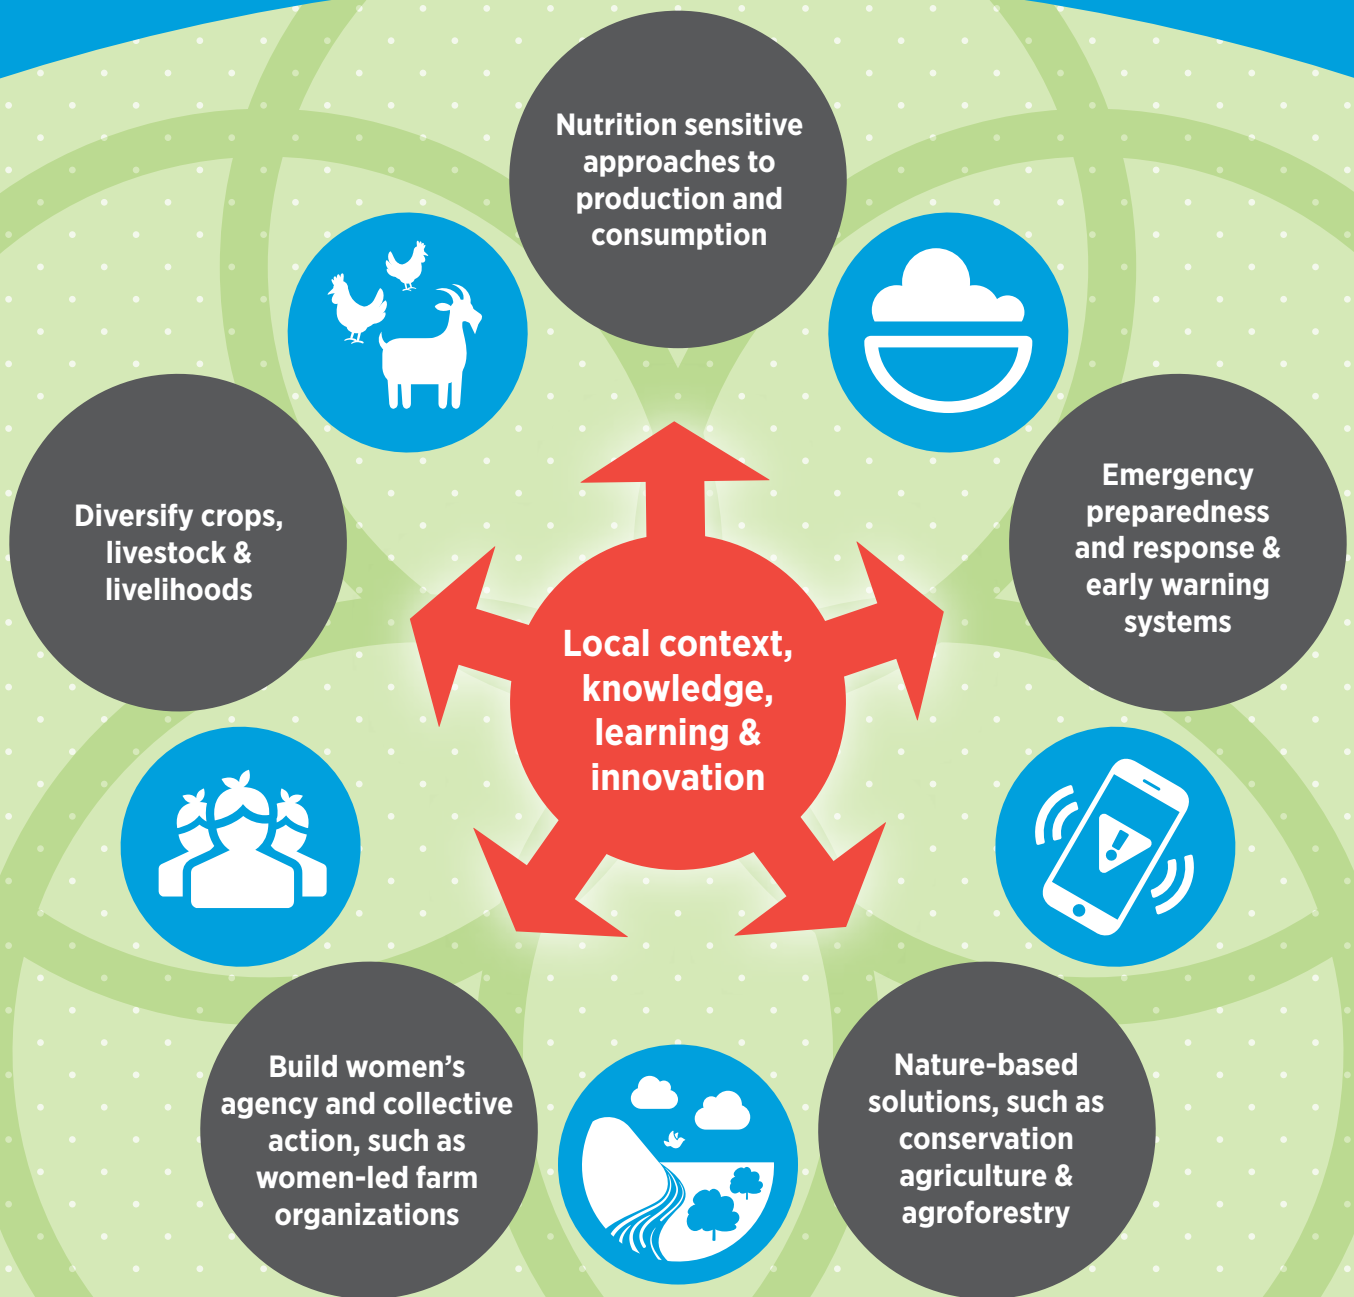 Nutrition sensitive
approaches to
production and
consumption
Diversify crops,
livestock &
livelihoods
Emergency
preparedness
and response &
early warning
systems
Local context,
knowledge,
learning &
innovation
Build women’s
agency and collective
action, such as
women-led farm
organizations
Nature-based
solutions, such as
conservation
agriculture &
agroforestry